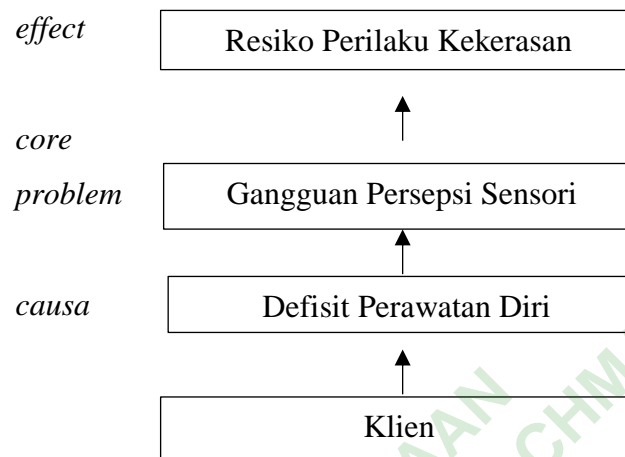 effect
Resiko Perilaku Kekerasan
core
problem
Gangguan Persepsi Sensori
causa
Defisit Perawatan Diri
Klien